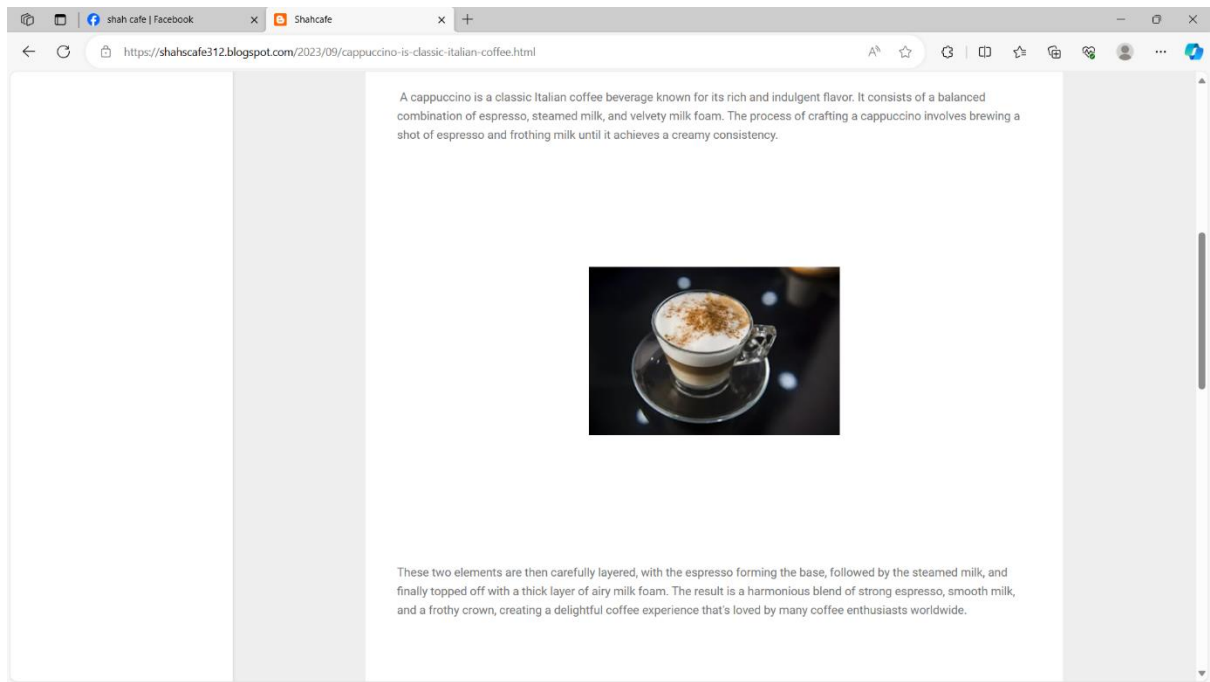 shah cafe | Facebook
Shahcafe
https://shahscafe312.blogspot.com/2023/09/cappuccino-is-classic-italian-coffee.html
A cappuccino is a classic Italian coffee beverage known for its rich and indulgent flavor. It consists of a balanced
combination of espresso, steamed milk, and velvety milk foam. The process of crafting a cappuccino involves brewing a
shot of espresso and frothing milk until it achieves a creamy consistency.
These two elements are then carefully layered, with the espresso forming the base, followed by the steamed milk, and
finally topped off with a thick layer of airy milk foam. The result is a harmonious blend of strong espresso, smooth milk,
and a frothy crown, creating a delightful coffee experience that's loved by many coffee enthusiasts worldwide.